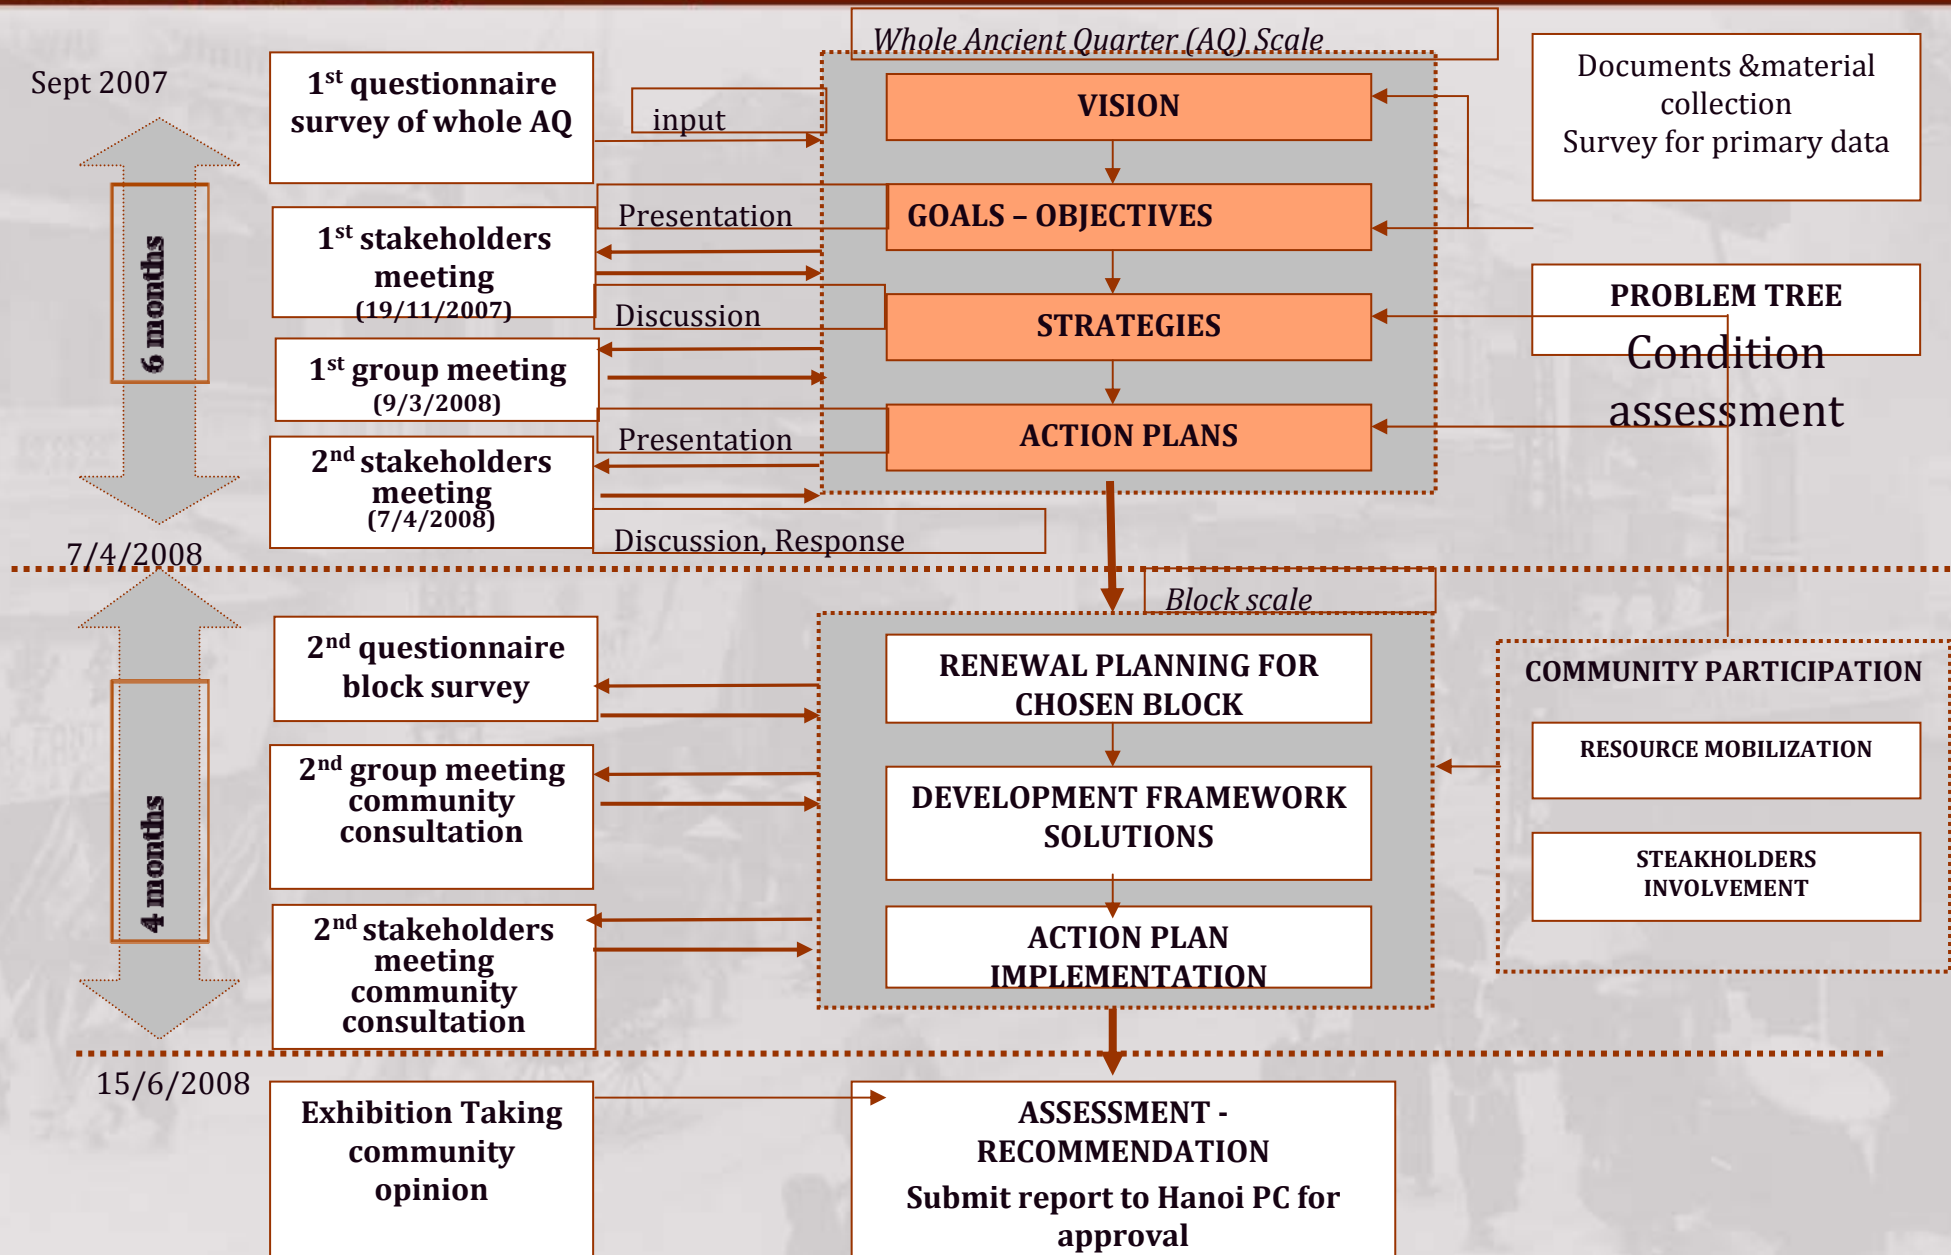 Whole Ancient Quarter (AQ) Scale
Sept 2007
1st questionnaire
survey of whole AQ
input
VISION
Documents &material
collection
Survey for primary data
6 months
1st stakeholders
meeting
(19/11/2007)
Presentation
GOALS – OBJECTIVES
Discussion
STRATEGIES
PROBLEM TREE
Condition
assessment
1st group meeting
(9/3/2008)
Presentation
ACTION PLANS
2nd stakeholders
meeting
(7/4/2008)
Discussion, Response
7/4/2008
Block scale
4 months
2nd questionnaire
block survey
RENEWAL PLANNING FOR
CHOSEN BLOCK
COMMUNITY PARTICIPATION
RESOURCE MOBILIZATION
STEAKHOLDERS
INVOLVEMENT
2nd group meeting
community
consultation
DEVELOPMENT FRAMEWORK
SOLUTIONS
2nd stakeholders
meeting
community
consultation
ACTION PLAN
IMPLEMENTATION
15/6/2008
Exhibition Taking
community
opinion
ASSESSMENT -
RECOMMENDATION
Submit report to Hanoi PC for
approval